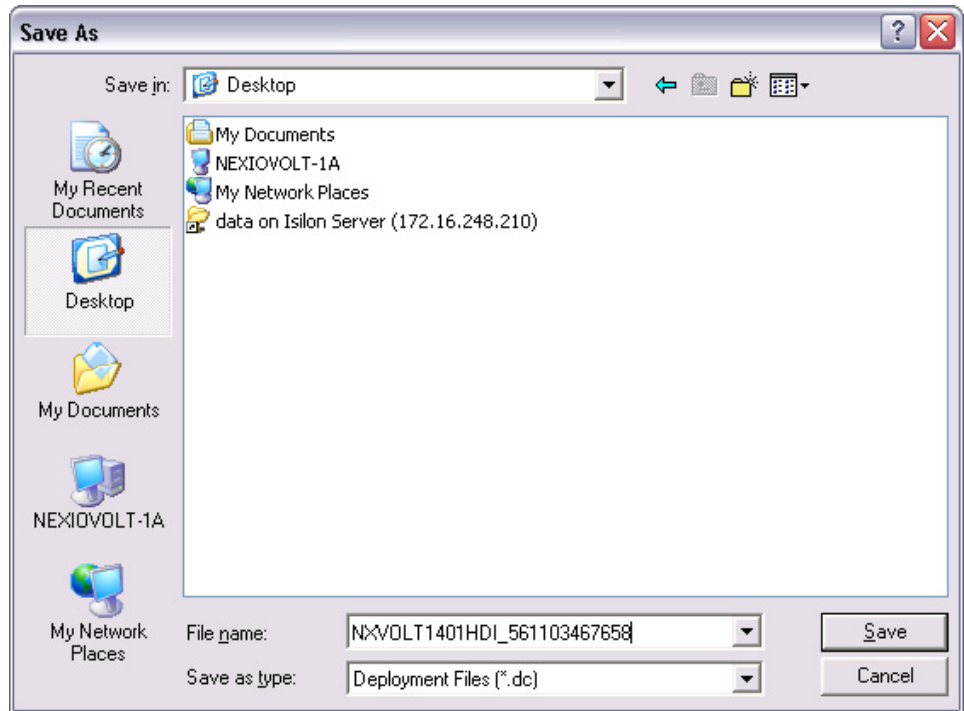 Save As
Save in:
Desktop
My Documents
NEXIOVOLT-1A
My Network Places
data on Isilon Server (172.16.248.210)
My Recent
Documents
Desktop
My Documents
NEXIOVOLT-1A
My Network
Places
File name:
NXVOLT1401HDI_561103467658
Save
Save as type:
Deployment Files (*.dc)
Cancel